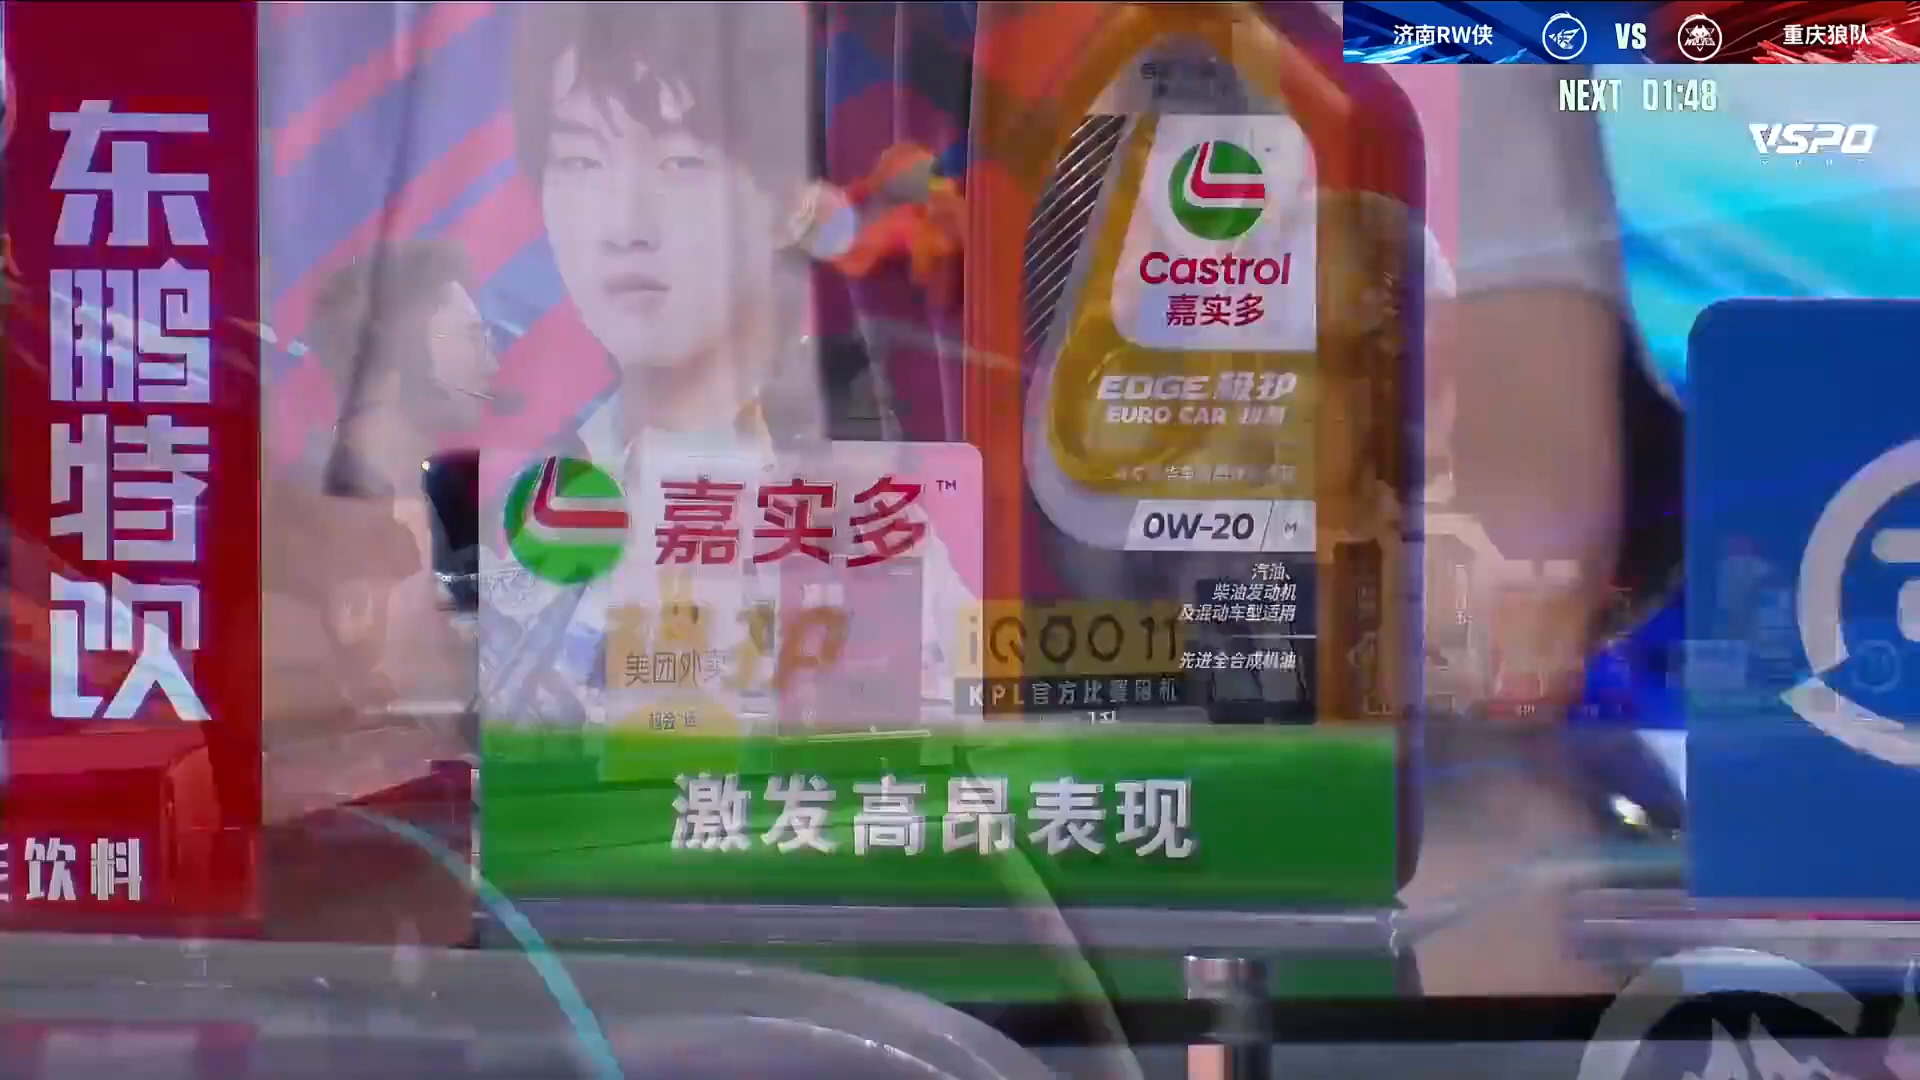 济南RW侠
VS
重庆狼队
NEXT 01:48
VSPO
东鹏特饮
饮料
Castrol
嘉实多
EDGE 极护
EURO CAR
0W-20
汽油、
柴油发动机
及混动车型适用
先进全合成机油
嘉实多™
极护
美团外卖
iQOO 11
KPL官方比赛用机
激发高昂表现